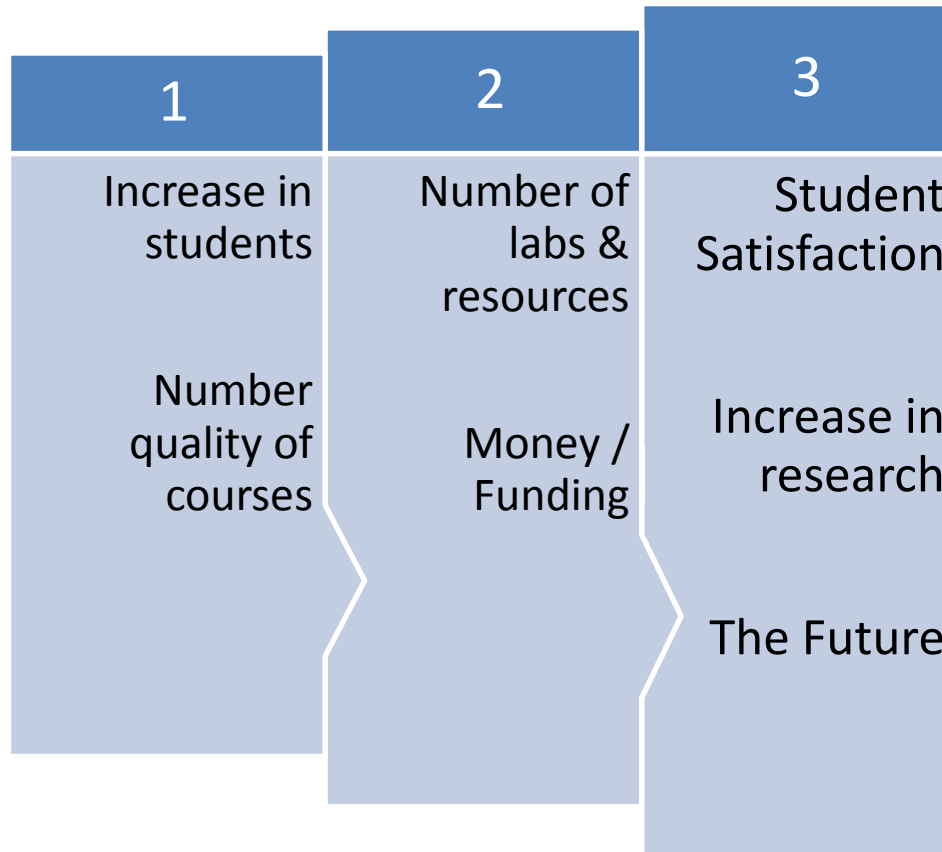 1
Increase in
students
Number
quality of
courses
2
Number of
labs &
resources
Money /
Funding
3
Student
Satisfaction
Increase in
research
The Future